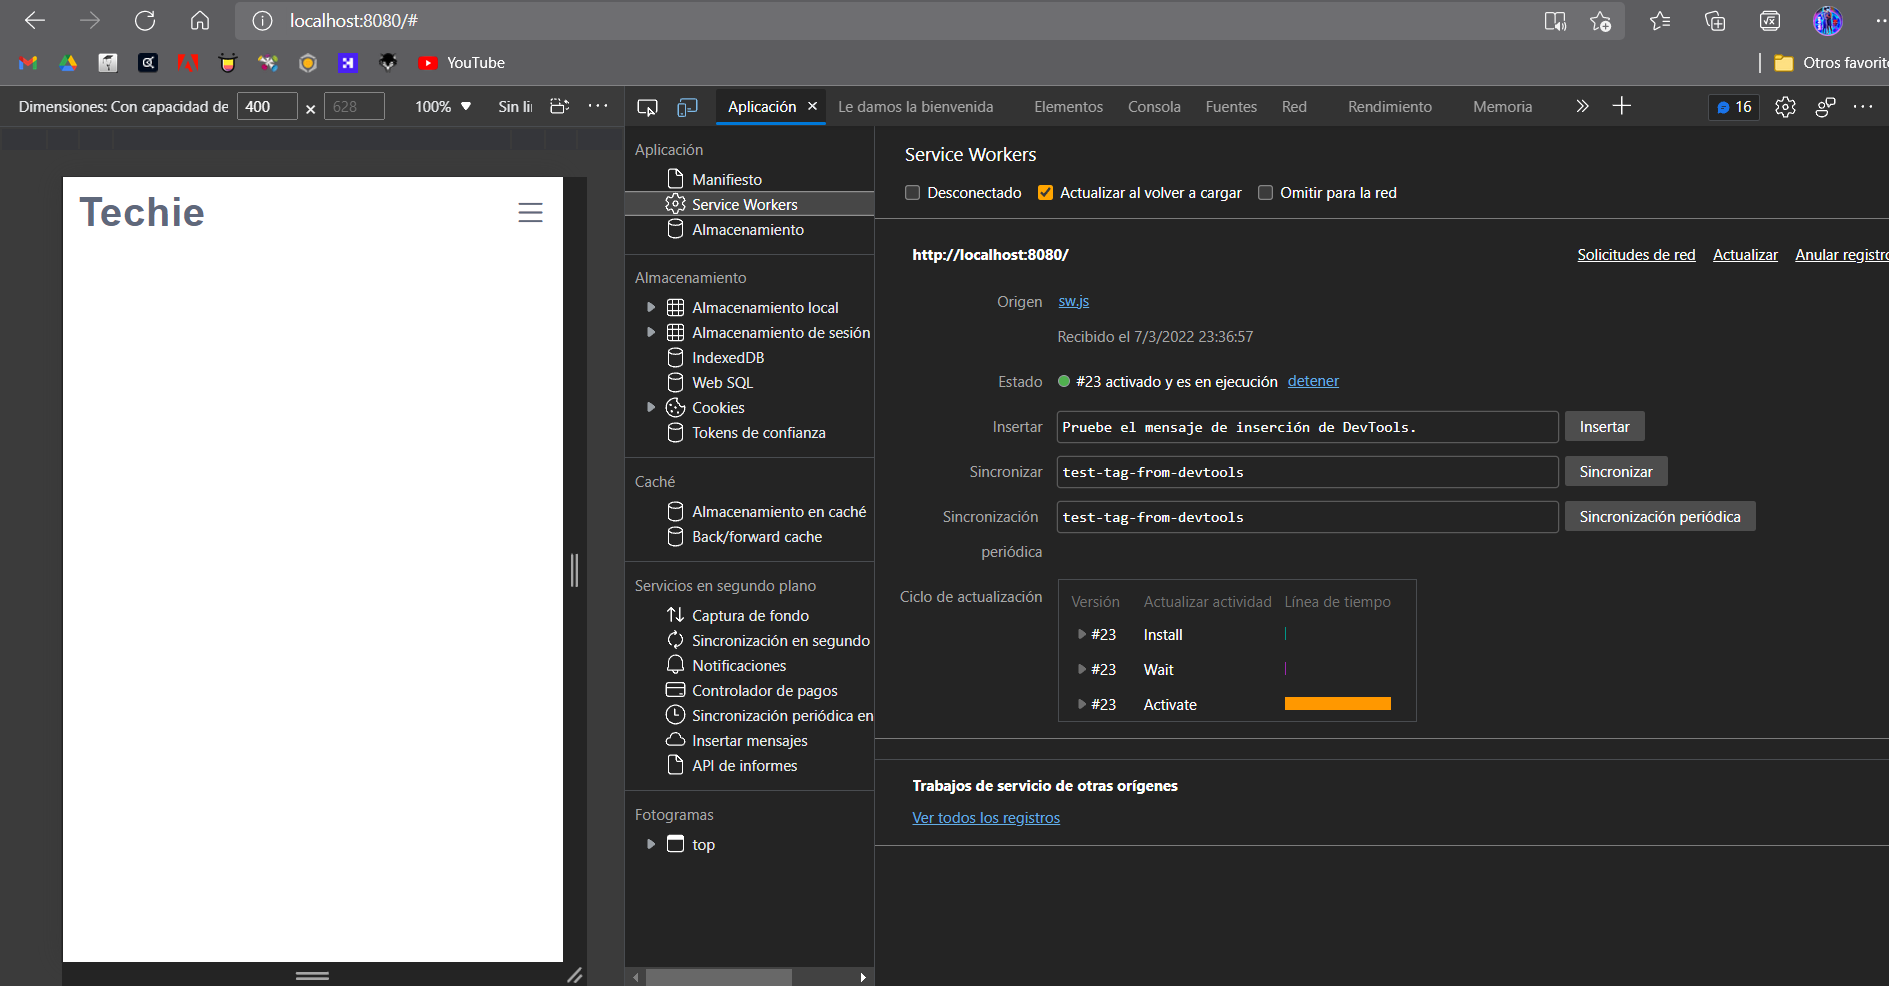 localhost:8080/#
YouTube
Otros favorito
Dimensiones: Con capacidad de 400 × 628 100% Sin lí
Aplicación × Le damos la bienvenida Elementos Consola Fuentes Red Rendimiento Memoria 16
Aplicación
Manifiesto
Service Workers
Almacenamiento
Almacenamiento
Almacenamiento local
Almacenamiento de sesión
IndexedDB
Web SQL
Cookies
Tokens de confianza
Caché
Almacenamiento en caché
Back/forward cache
Servicios en segundo plano
Captura de fondo
Sincronización en segundo
Notificaciones
Controlador de pagos
Sincronización periódica en
Insertar mensajes
API de informes
Fotogramas
top
Techie
Service Workers
Desconectado Actualizar al volver a cargar Omitir para la red
http://localhost:8080/ Solicitudes de red Actualizar Anular registro
Origen sw.js
Recibido el 7/3/2022 23:36:57
Estado #23 activado y es en ejecución detener
Insertar Pruebe el mensaje de inserción de DevTools. Insertar
Sincronizar test-tag-from-devtools Sincronizar
Sincronización test-tag-from-devtools Sincronización periódica
periódica
Ciclo de actualización Versión Actualizar actividad Línea de tiempo
#23 Install
#23 Wait
#23 Activate
Trabajos de servicio de otras orígenes
Ver todos los registros